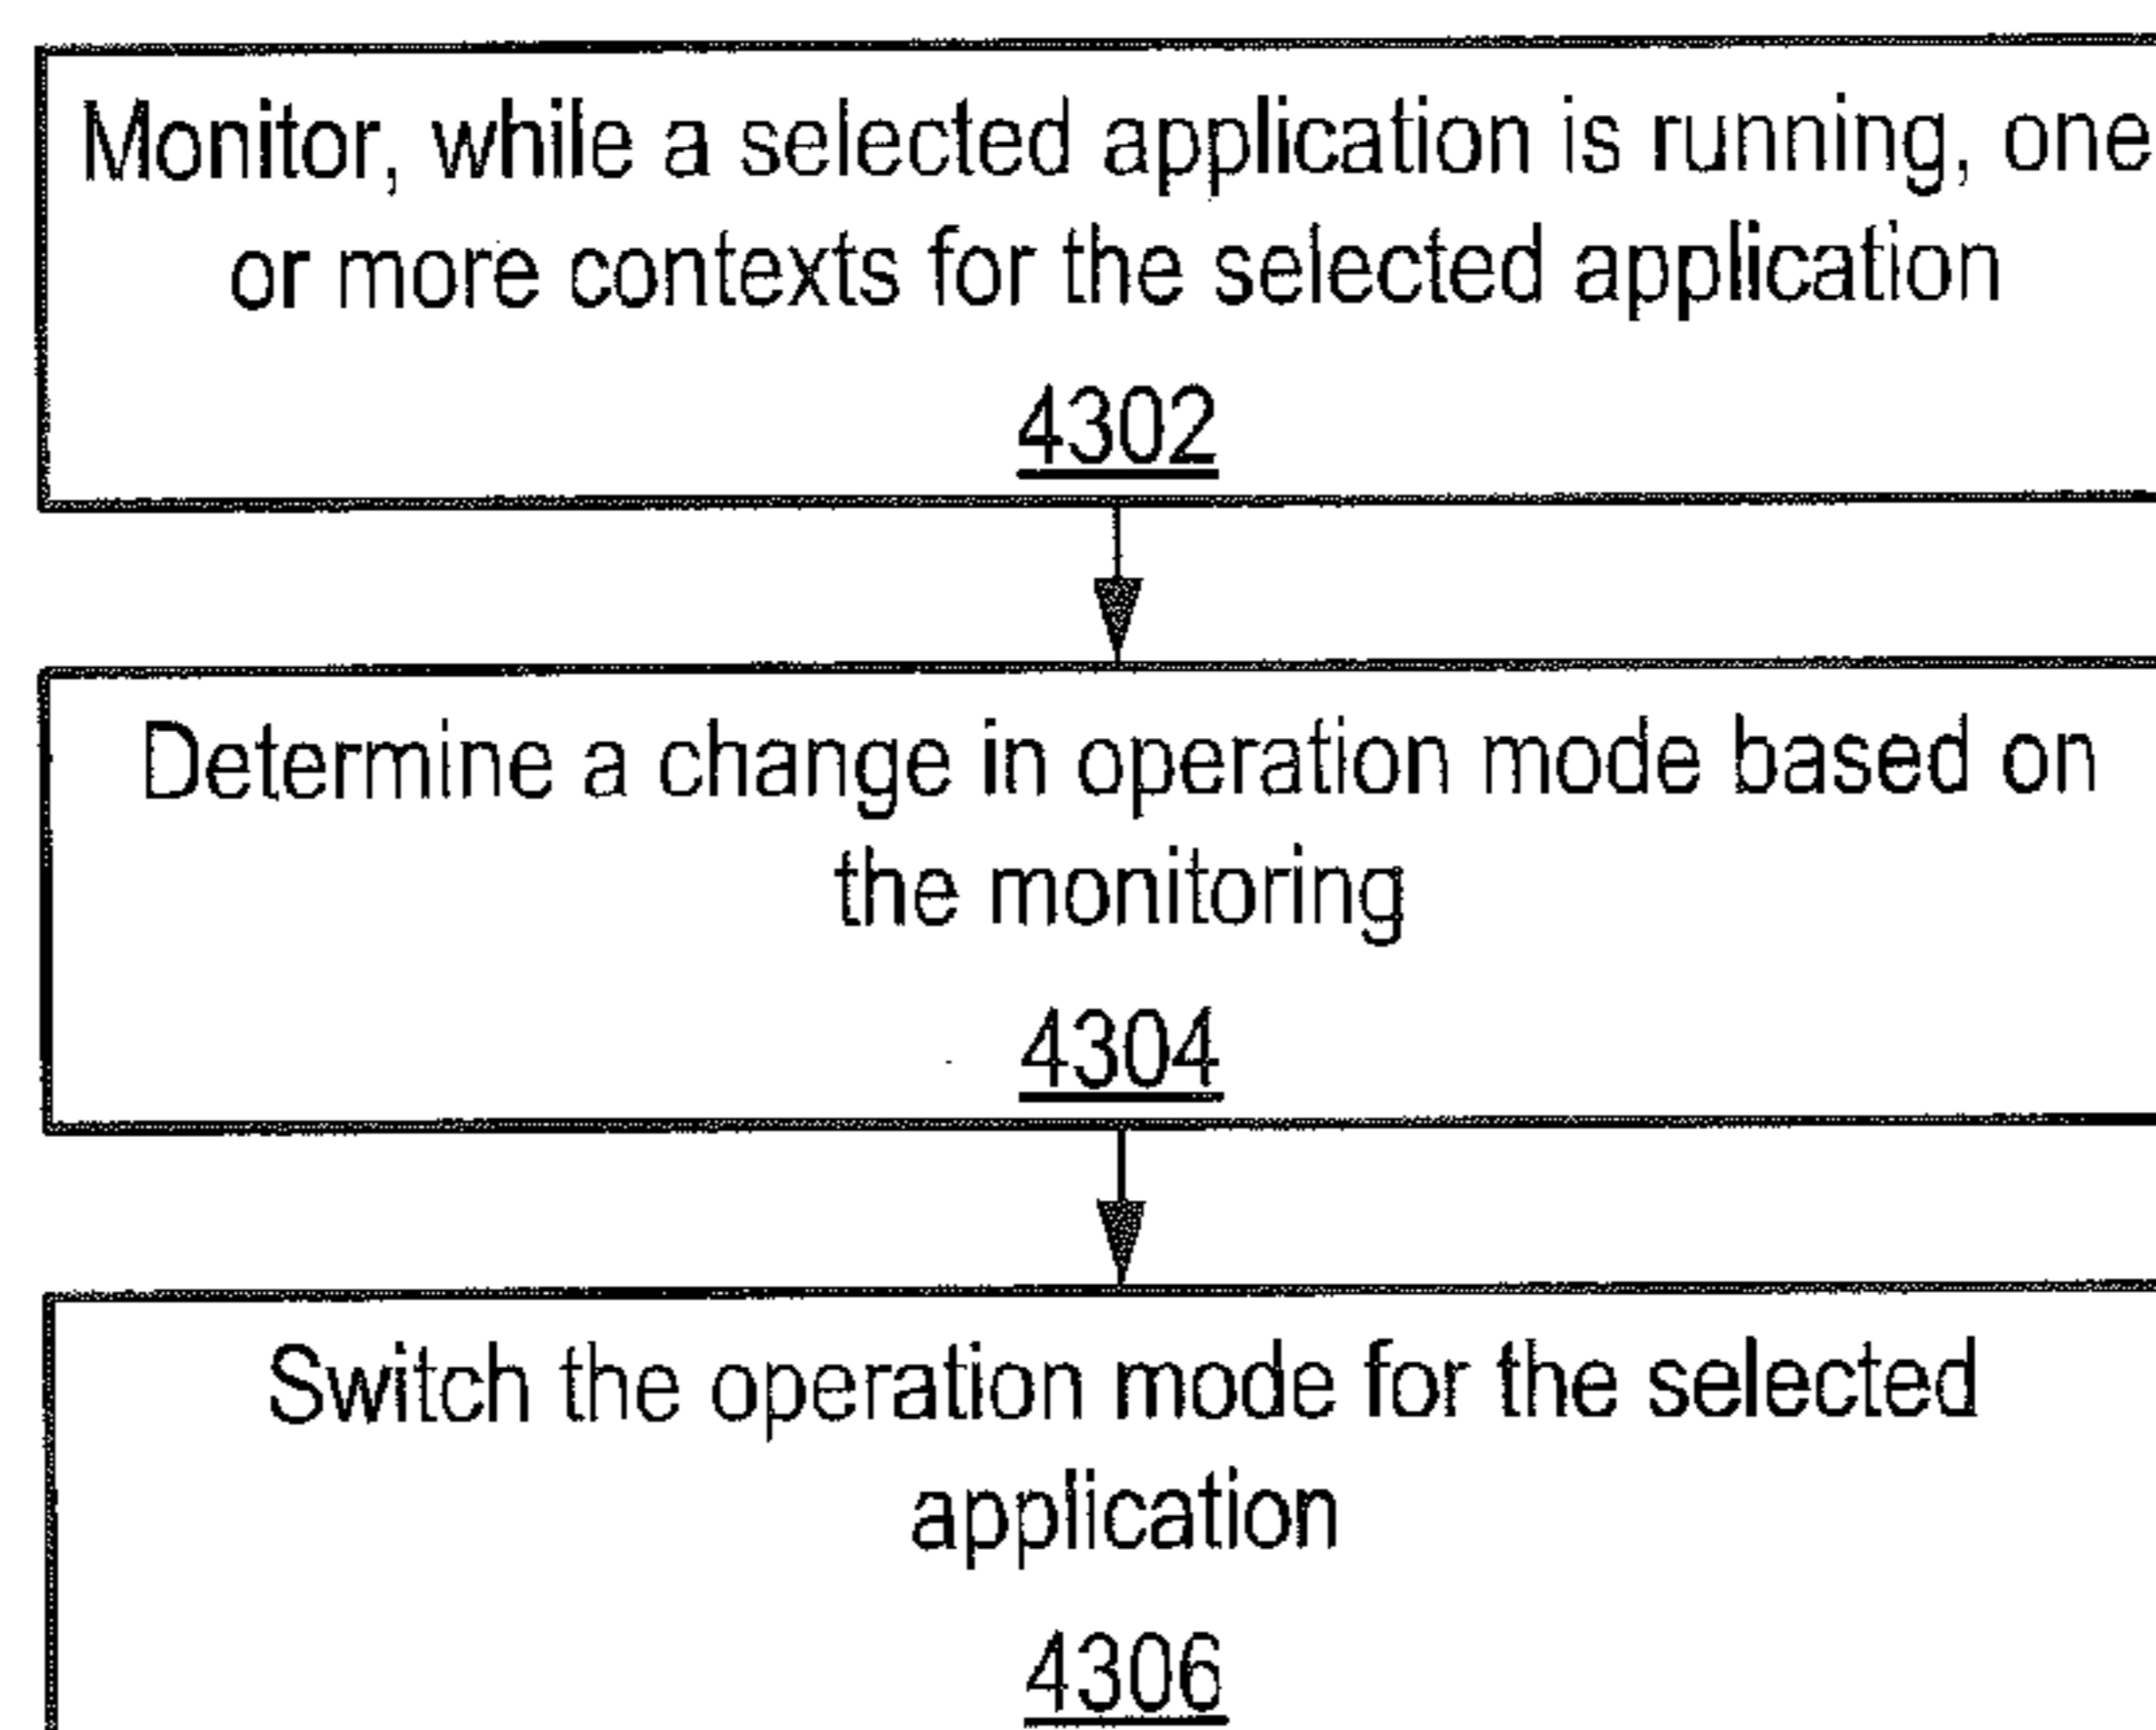 Monitor, while a selected application is running, one
or more contexts for the selected application
4302
Determine a change in operation mode based on
the monitoring
4304
Switch the operation mode for the selected
application
4306